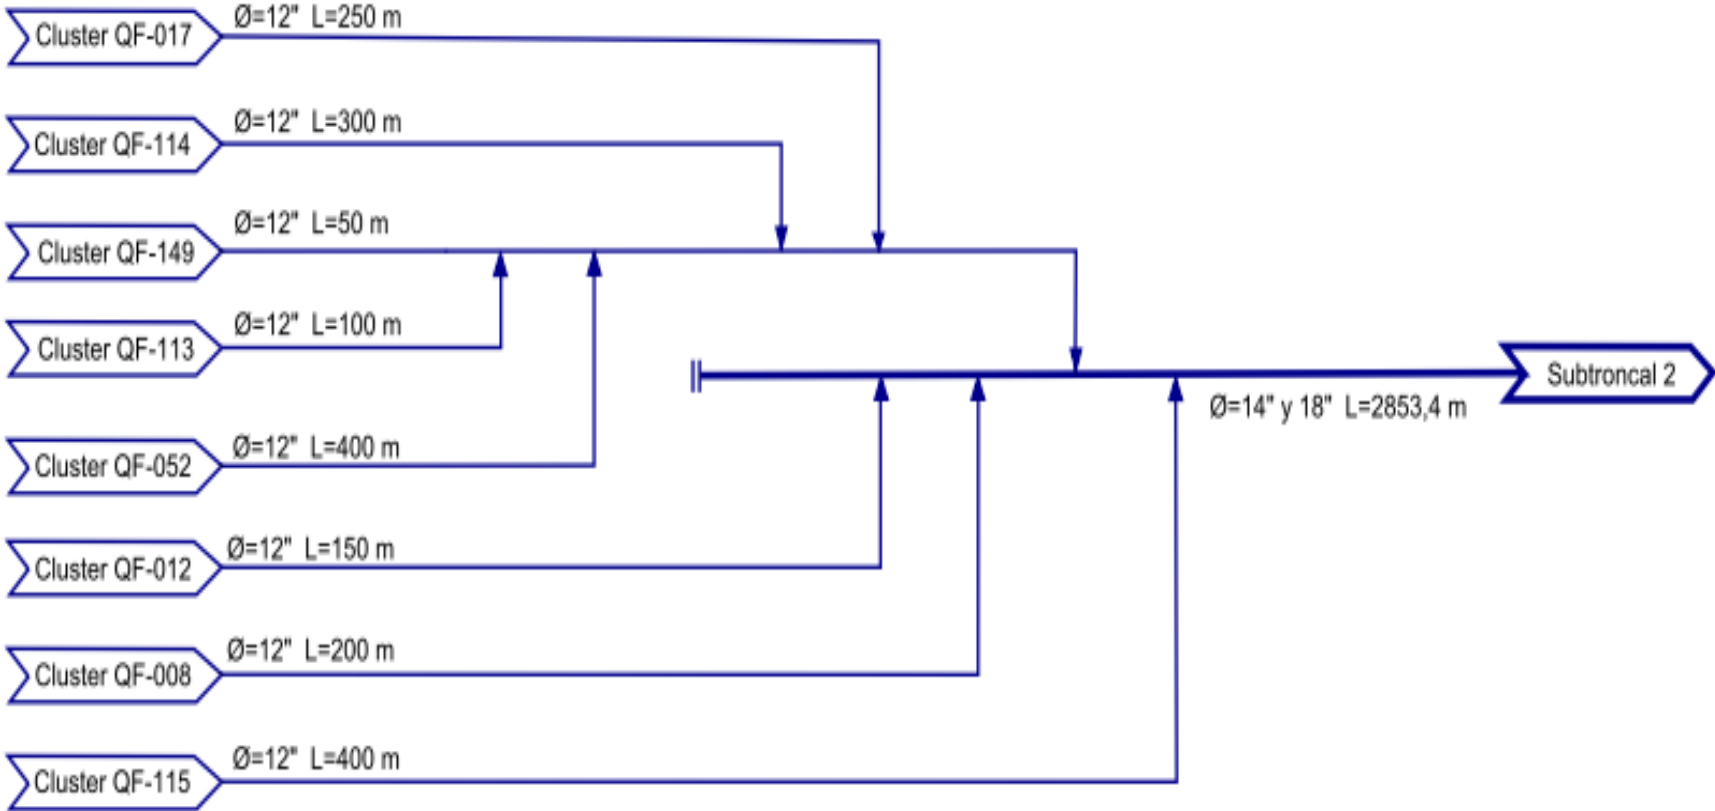 Cluster QF-017
Ø=12" L=250 m
Cluster QF-114
Ø=12" L=300 m
Cluster QF-149
Ø=12" L=50 m
Cluster QF-113
Ø=12" L=100 m
Subtroncal 2
Ø=14" y 18" L=2853,4 m
Cluster QF-052
Ø=12" L=400 m
Cluster QF-012
Ø=12" L=150 m
Cluster QF-008
Ø=12" L=200 m
Cluster QF-115
Ø=12" L=400 m